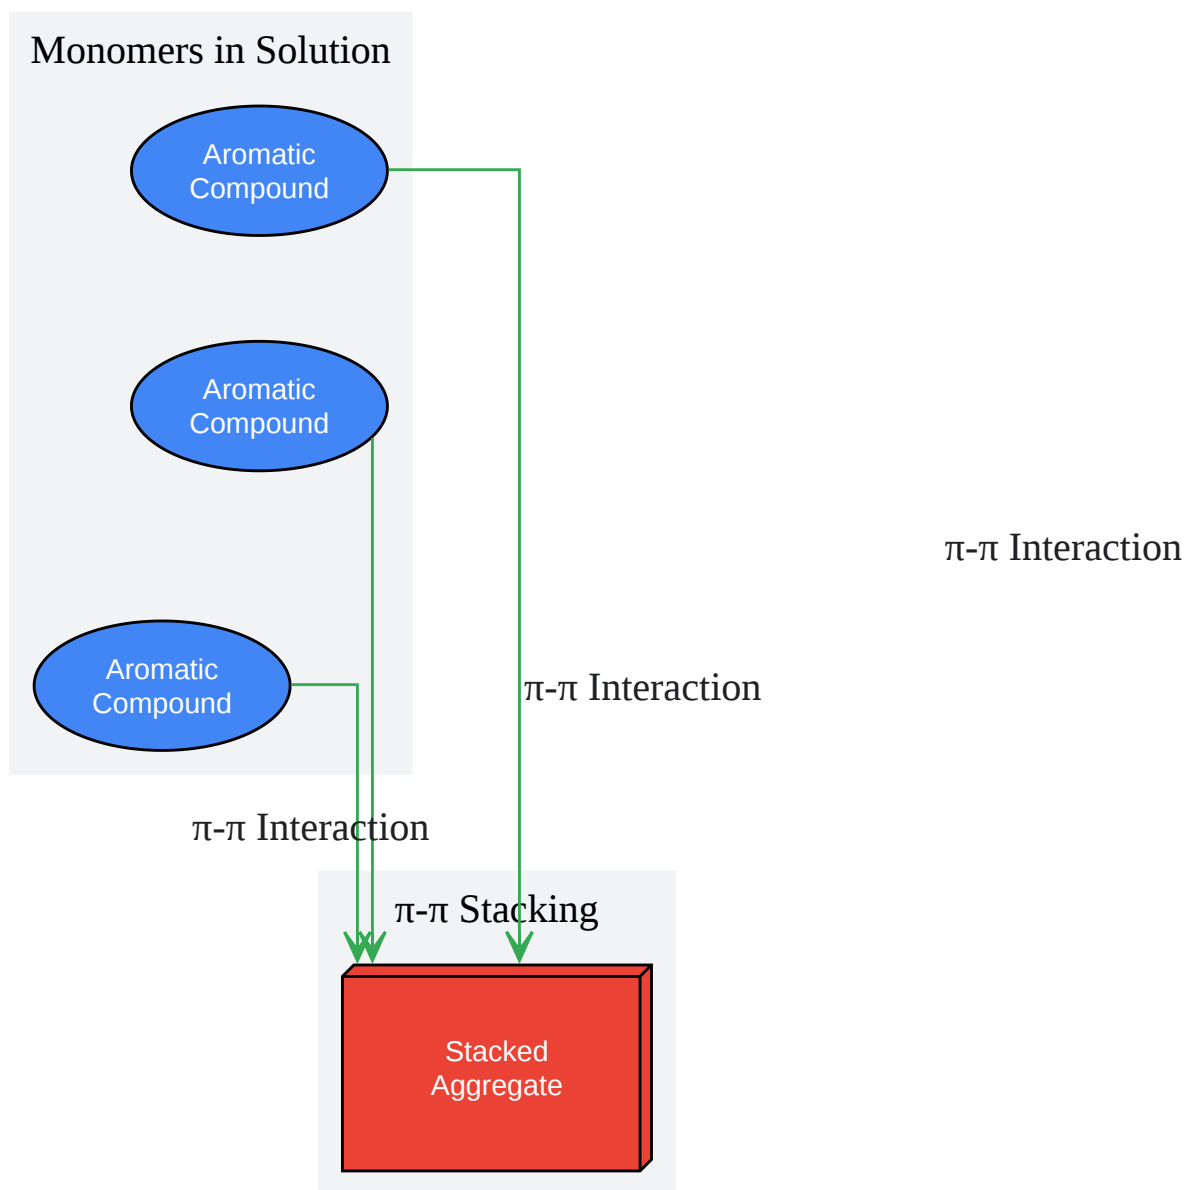 Monomers in Solution
Aromatic
Compound
Aromatic
Compound
π-π Interaction
Aromatic
Compound
π-π Interaction
π-π Interaction
π-π Stacking
Stacked
Aggregate